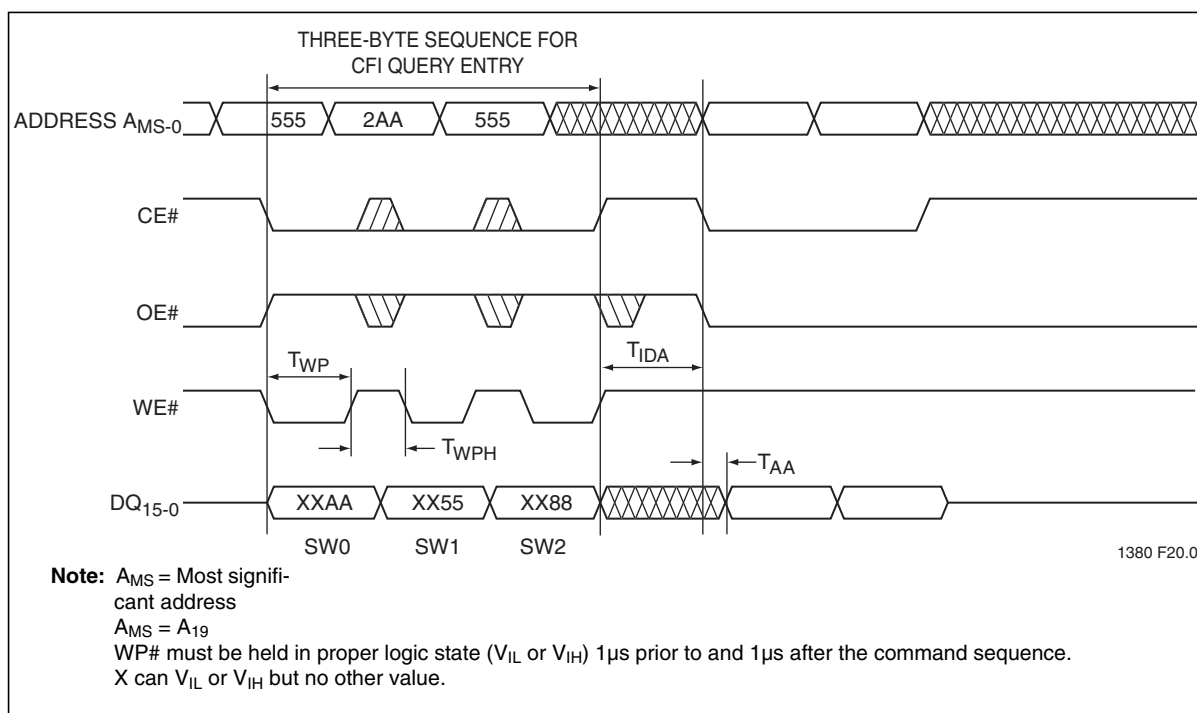 THREE-BYTE SEQUENCE FOR
CFI QUERY ENTRY
ADDRESS AMS-0
555 2AA 555
CE#
OE#
TWP
TIDA
WE#
TWPH
TAA
DQ15-0
XXAA XX55 XX88
SW0 SW1 SW2
1380 F20.0
Note: AMS = Most signifi-
cant address
AMS = A19
WP# must be held in proper logic state (VIL or VIH) 1µs prior to and 1µs after the command sequence.
X can VIL or VIH but no other value.